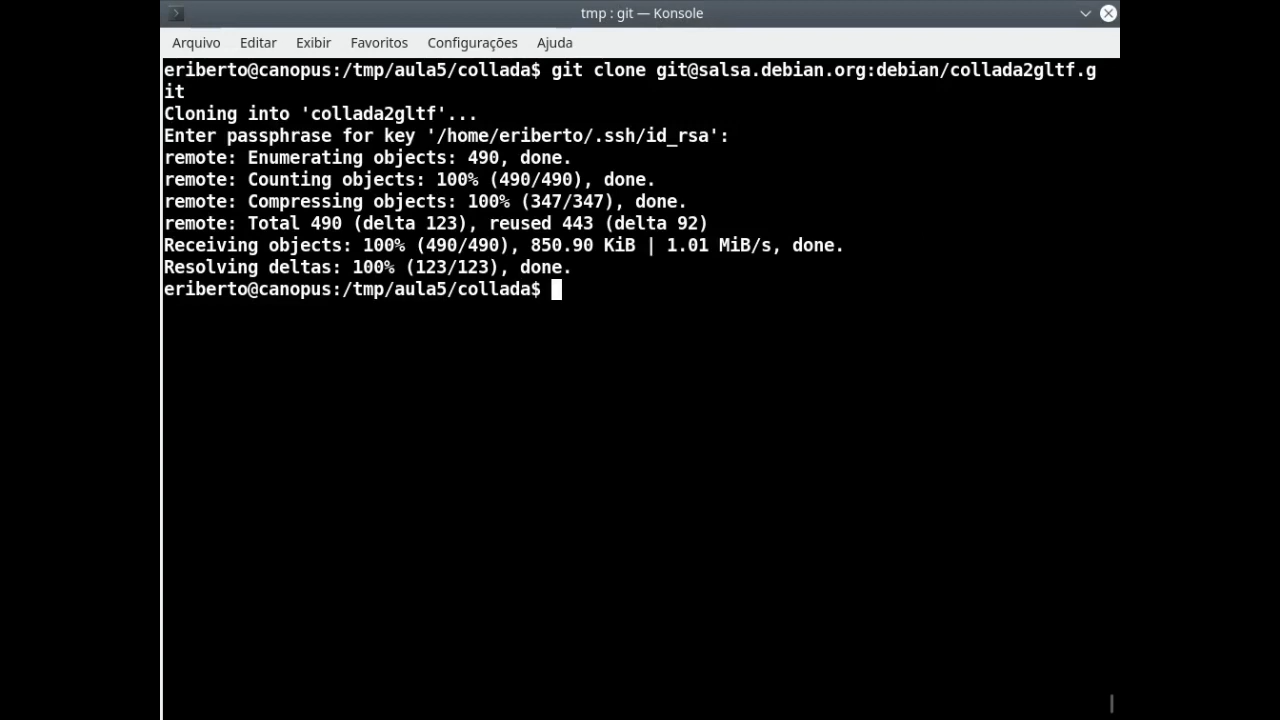 tmp : git — Konsole
Arquivo Editar Exibir Favoritos Configurações Ajuda
eriberto@canopus:/tmp/aula5/collada$ git clone git@salsa.debian.org:debian/collada2gltf.g
it
Cloning into 'collada2gltf'...
Enter passphrase for key '/home/eriberto/.ssh/id_rsa':
remote: Enumerating objects: 490, done.
remote: Counting objects: 100% (490/490), done.
remote: Compressing objects: 100% (347/347), done.
remote: Total 490 (delta 123), reused 443 (delta 92)
Receiving objects: 100% (490/490), 850.90 KiB | 1.01 MiB/s, done.
Resolving deltas: 100% (123/123), done.
eriberto@canopus:/tmp/aula5/collada$